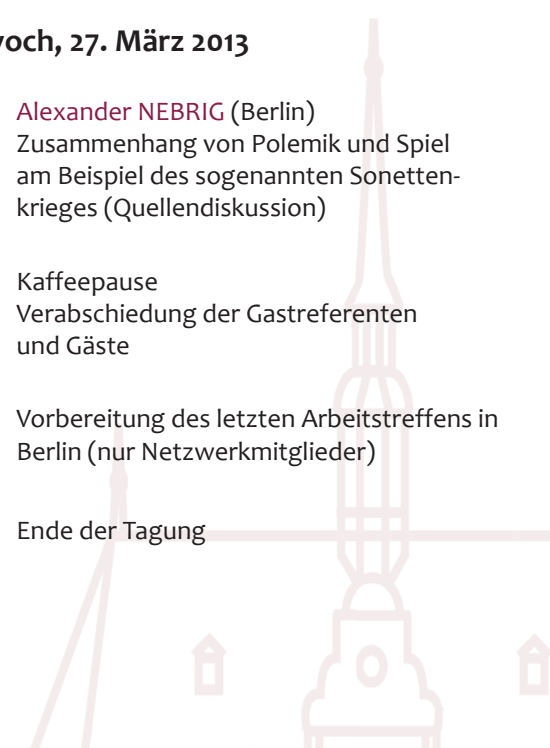 och, 27. März 2013
Alexander NEBRIG (Berlin)
Zusammenhang von Polemik und Spiel
am Beispiel des sogenannten Sonetten-
krieges (Quellendiskussion)
Kaffeepause
Verabschiedung der Gastreferenten
und Gäste
Vorbereitung des letzten Arbeitstreffens in
Berlin (nur Netzwerkmitglieder)
Ende der Tagung